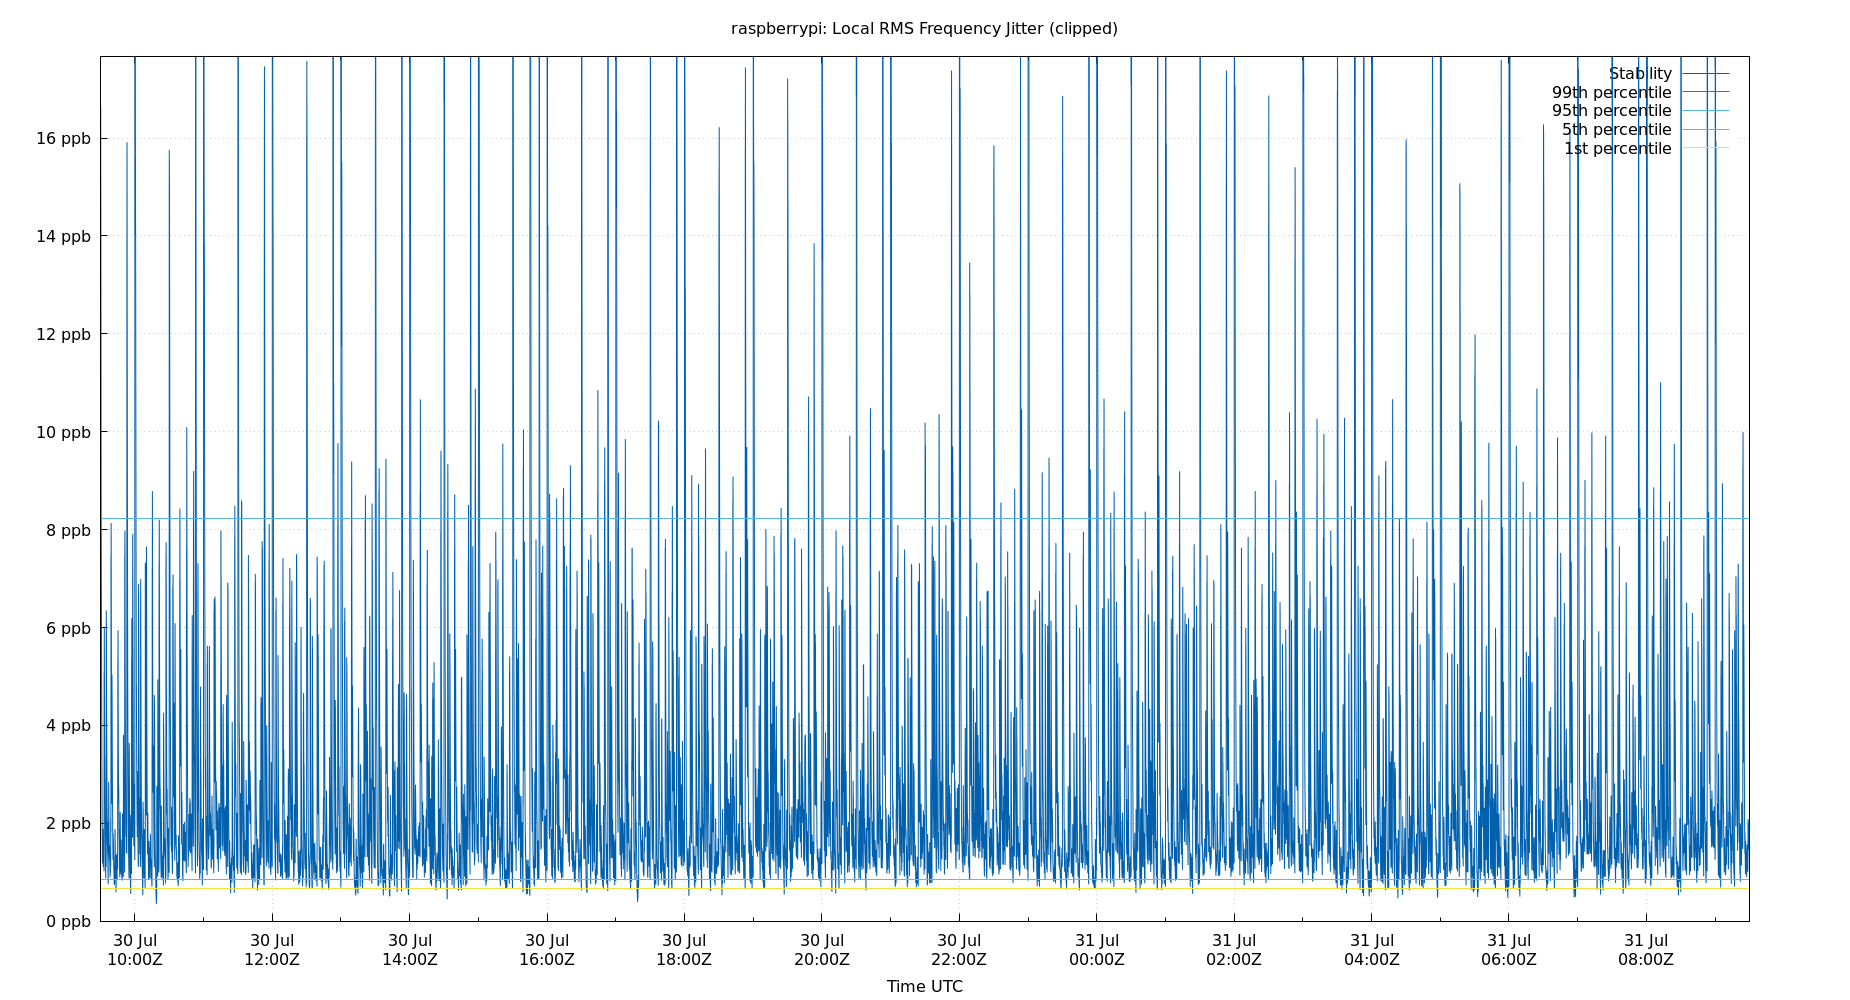 raspberrypi: Local RMS Frequency Jitter (clipped)
Stability
99th percentile
95th percentile
5th percentile
1st percentile
16 ppb
14 ppb
12 ppb
10 ppb
8 ppb
6 ppb
4 ppb
2 ppb
0 ppb
30 Jul 30 Jul 30 Jul 30 Jul 30 Jul 30 Jul 30 Jul 31 Jul 31 Jul 31 Jul 31 Jul 31 Jul
10:00Z 12:00Z 14:00Z 16:00Z 18:00Z 20:00Z 22:00Z 00:00Z 02:00Z 04:00Z 06:00Z 08:00Z
Time UTC